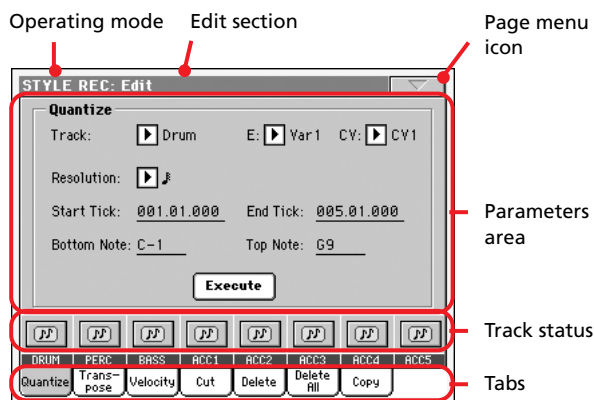 Operating mode Edit section Page menu icon
STYLE REC: Edit
Quantize
Track: Drum E: Var1 CV: CV1
Resolution:
Start Tick: 001.01.000 End Tick: 005.01.000
Bottom Note: C-1 Top Note: G9
Execute
Parameters area
Track status
DRUM PERC BASS ACC1 ACC2 ACC3 ACC4 ACC5
Quantize Trans-pose Velocity Cut Delete Delete All Copy
Tabs